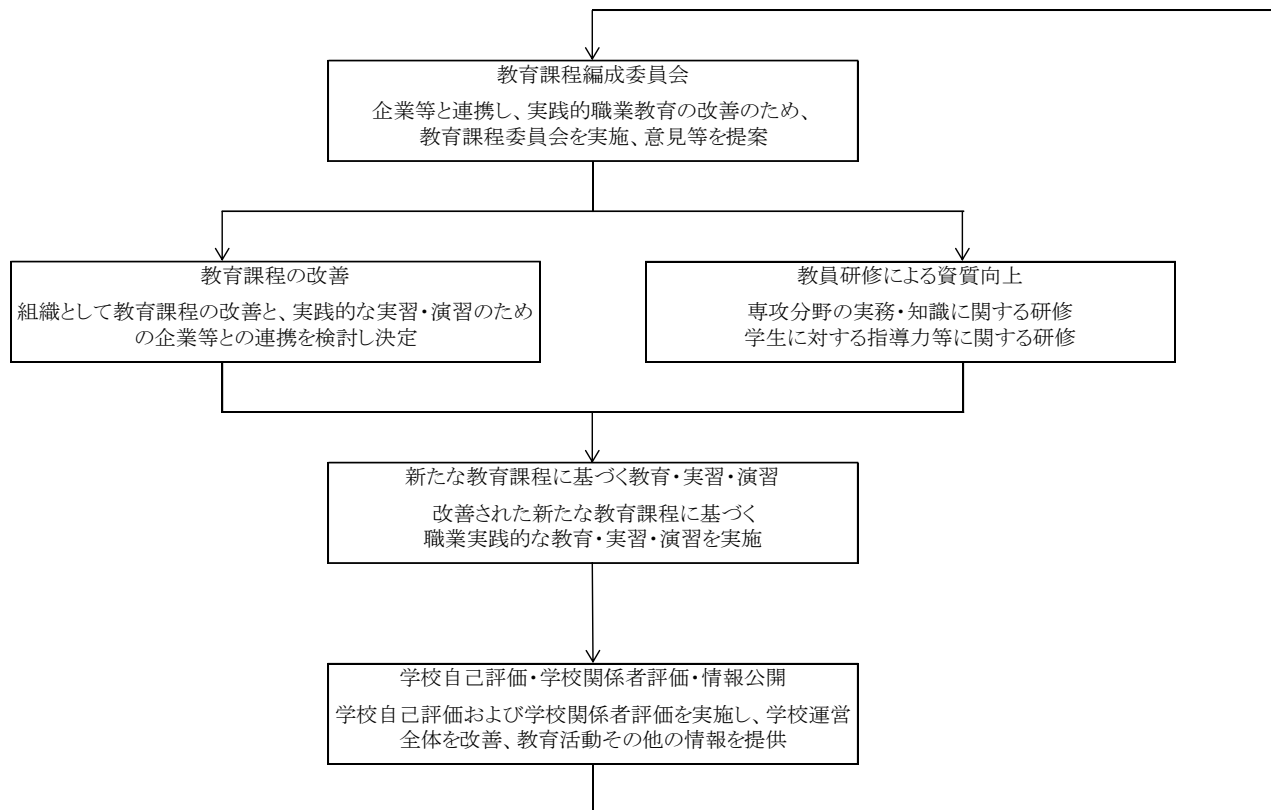 教育課程編成委員会
企業等と連携し、実践的職業教育の改善のため、
教育課程委員会を実施、意見等を提案
教育課程の改善
組織として教育課程の改善と、実践的な実習・演習のため
の企業等との連携を検討し決定
教員研修による資質向上
専攻分野の実務・知識に関する研修
学生に対する指導力等に関する研修
新たな教育課程に基づく教育・実習・演習
改善された新たな教育課程に基づく
職業実践的な教育・実習・演習を実施
学校自己評価・学校関係者評価・情報公開
学校自己評価および学校関係者評価を実施し、学校運営
全体を改善、教育活動その他の情報を提供